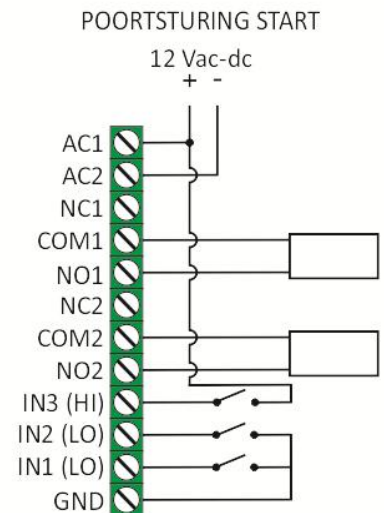 POORTSTURING START
12 Vac-dc
+ -
AC1
AC2
NC1
COM1
NO1
NC2
COM2
NO2
IN3 (HI)
IN2 (LO)
IN1 (LO)
GND